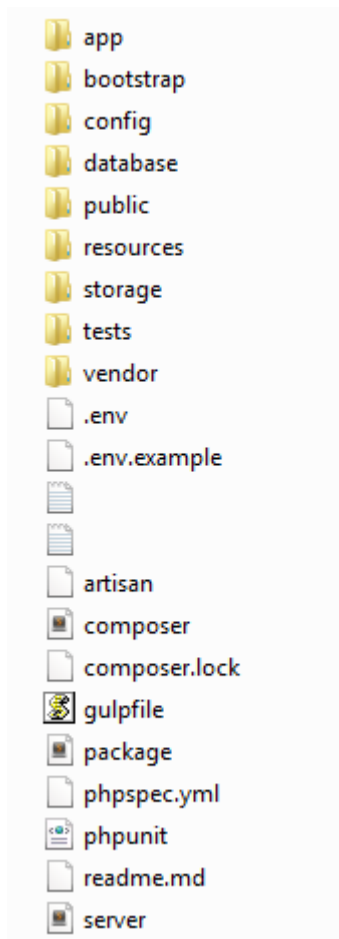 app
bootstrap
config
database
public
resources
storage
tests
vendor
.env
.env.example
artisan
composer
composer.lock
gulpfile
package
phpspec.yml
phpunit
readme.md
server